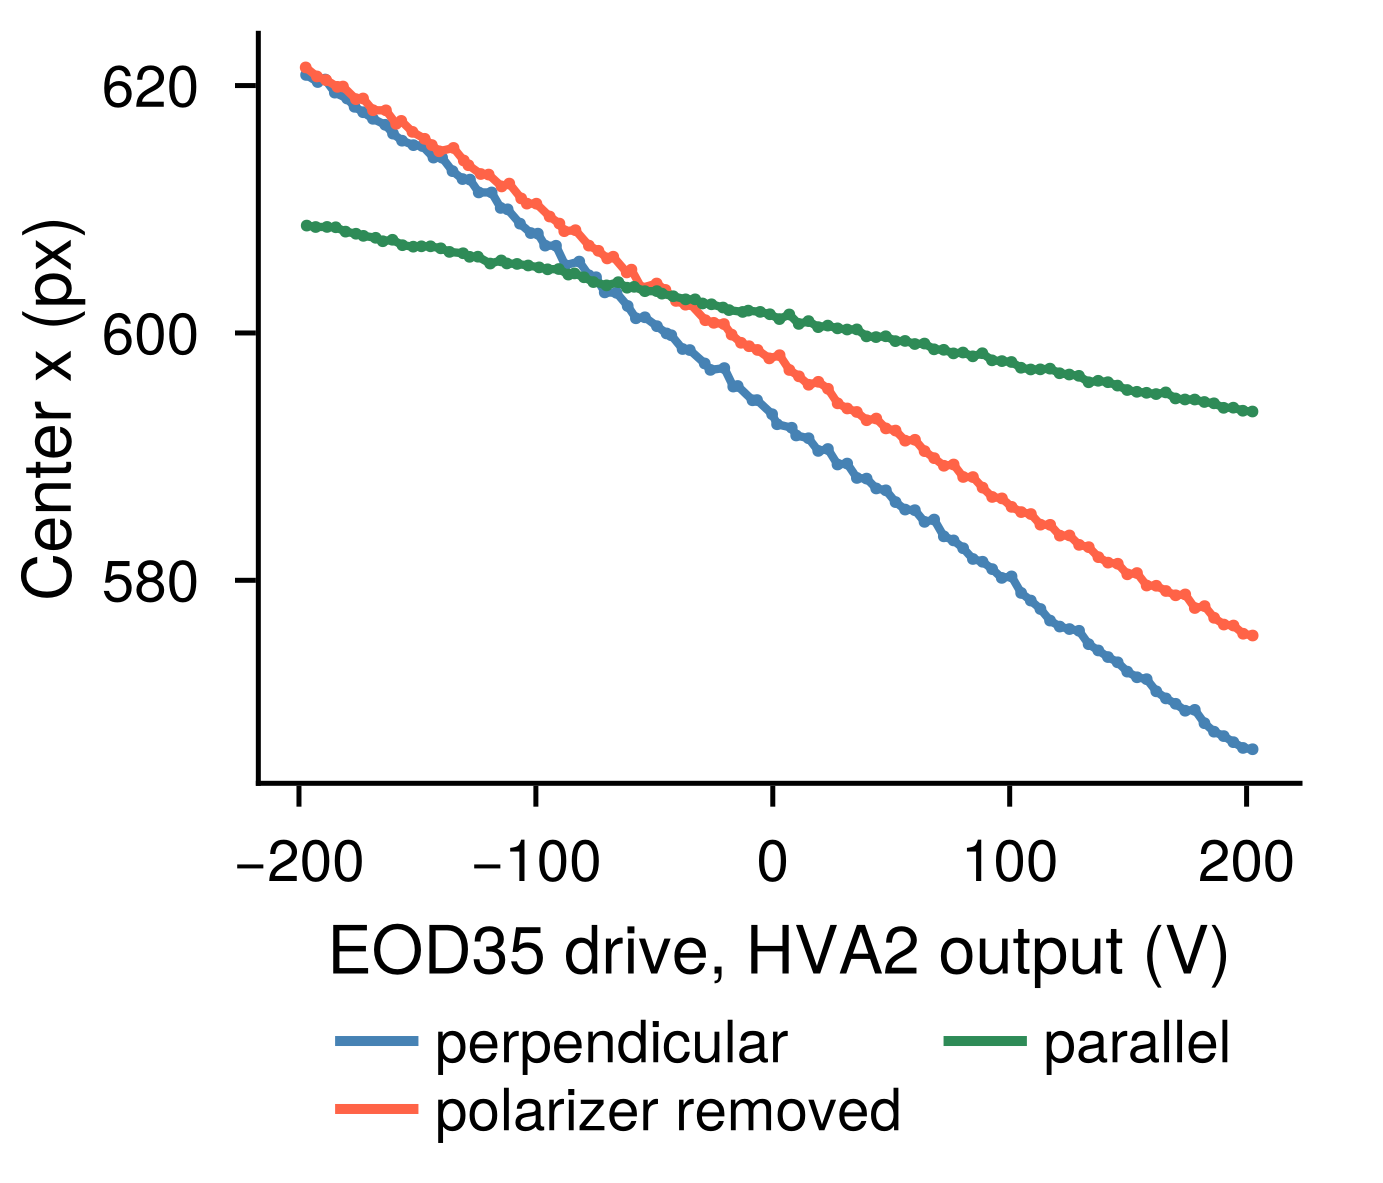 620
600
580
Center x (px)
−200
−100
0
100
200
EOD35 drive, HVA2 output (V)
perpendicular
parallel
polarizer removed